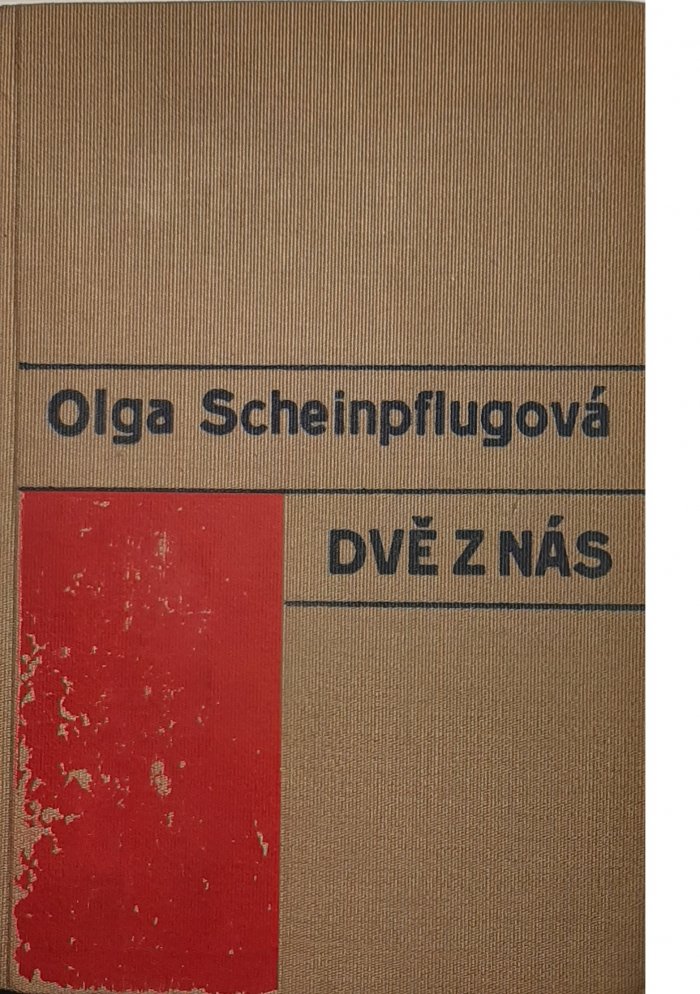 Olga Scheinpflugová
DVĚ Z NÁS